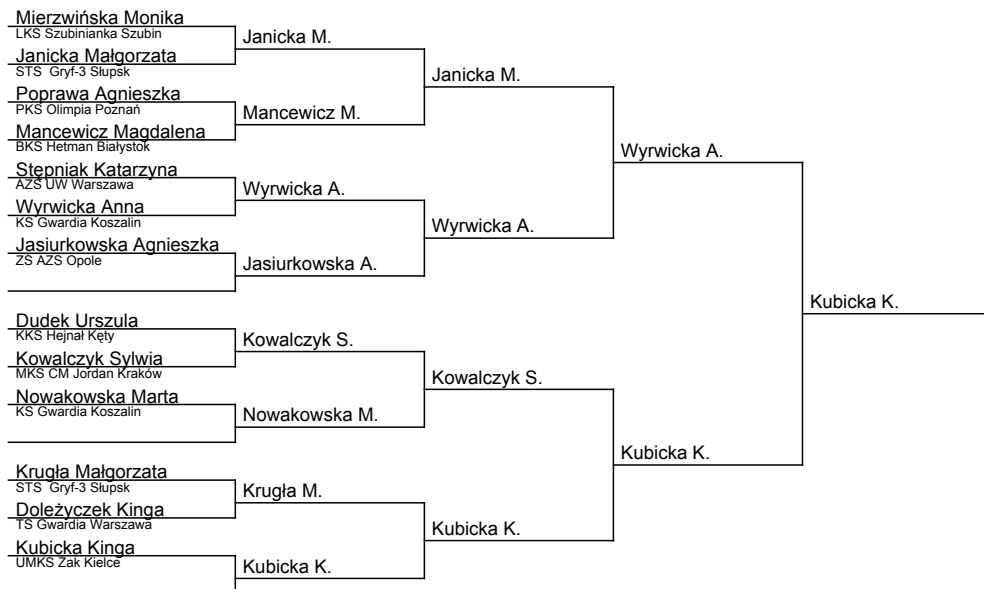 Mierzwińska Monika
LKS Szubinianka Szubin
Janicka M.
Janicka Małgorzata
STS Gryf-3 Słupsk
Janicka M.
Poprawa Agnieszka
PKS Olimpia Poznań
Mancewicz M.
Mancewicz Magdalena
BKS Hetman Białystok
Wyrwicka A.
Stępniak Katarzyna
AZS UW Warszawa
Wyrwicka A.
Wyrwicka Anna
KS Gwardia Koszalin
Wyrwicka A.
Jasiurkowska Agnieszka
ZS AZS Opole
Jasiurkowska A.
Kubicka K.
Dudek Urszula
KKS Hejnał Kęty
Kowalczyk S.
Kowalczyk Sylwia
MKS CM Jordan Kraków
Kowalczyk S.
Nowakowska Marta
KS Gwardia Koszalin
Nowakowska M.
Kubicka K.
Krugła Małgorzata
STS Gryf-3 Słupsk
Krugła M.
Doleżyczek Kinga
TS Gwardia Warszawa
Kubicka K.
Kubicka Kinga
UMKS Żak Kielce
Kubicka K.